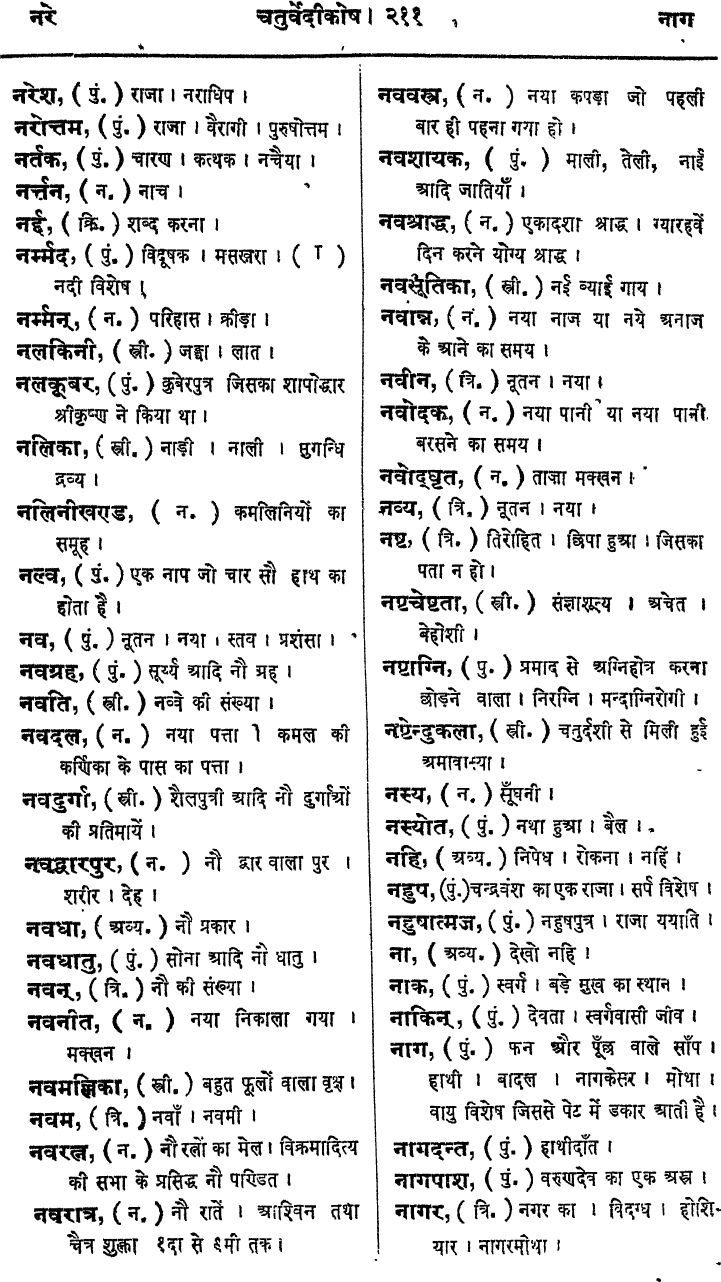 नरे
चतुर्वेदीकोष। २११
नाग
नरेश, ( पुं. ) राजा । नराधिप ।
नरोत्तम, ( पुं. ) राजा । वैरागी । पुरुषोत्तम ।
नर्तक, ( पुं. ) चारण । कत्थक । नचैया ।
नर्त्तन, ( न. ) नाच ।
नर्द्द, ( क्रि. ) शब्द करना ।
नर्म्मद, ( पुं. ) विदूषक । मसखरा । ( ा )
नदी विशेष ।
नर्म्मन्, ( न. ) परिहास । क्रीड़ा ।
नलकिनी, ( स्त्री. ) जङ्घा । लात ।
नलकूबर, ( पुं. ) कुबेरपुत्र जिसका शापोद्धार
श्रीकृष्ण ने किया था ।
नलिका, ( स्त्री. ) नाड़ी । नाली । सुगन्धि
द्रव्य ।
नलिनीखण्ड, ( न. ) कमलिनियों का
समूह ।
नल्व, ( पुं. ) एक नाप जो चार सौ हाथ का
होता है ।
नव, ( पुं. ) नूतन । नया । स्तव । प्रशंसा ।
नवग्रह, ( पुं. ) सूर्य्य आदि नौ ग्रह ।
नवति, ( स्त्री. ) नव्वे की संख्या ।
नवदल, ( न. ) नया पत्ता । कमल की
कर्णिका के पास का पत्ता ।
नवदुर्गा, ( स्त्री. ) शैलपुत्री आदि नौ दुर्गाओं
की प्रतिमायें ।
नवद्वारपुर, ( न. ) नौ द्वार वाला पुर ।
शरीर । देह ।
नवधा, ( अव्य. ) नौ प्रकार ।
नवधातु, ( पुं. ) सोना आदि नौ धातु ।
नवन्, ( त्रि. ) नौ की संख्या ।
नवनीत, ( न. ) नया निकाला गया ।
मक्खन ।
नवमल्लिका, ( स्त्री. ) बहुत फूलों वाला वृक्ष ।
नवम, ( त्रि. ) नवाँ । नवमी ।
नवरत्न, ( न. ) नौ रत्नों का मेल । विक्रमादित्य
की सभा के प्रसिद्ध नौ पण्डित ।
नवरात्र, ( न. ) नौ रातें । आश्विन तथा
चैत्र शुक्ला १दा से ९मी तक ।
नववस्त्र, ( न. ) नया कपड़ा जो पहली
बार ही पहना गया हो ।
नवशायक, ( पुं. ) माली, तेली, नाई
आदि जातियाँ ।
नवश्राद्ध, ( न. ) एकादशा श्राद्ध । ग्यारहवें
दिन करने योग्य श्राद्ध ।
नवसूतिका, ( स्त्री. ) नई व्याई गाय ।
नवान्न, ( न. ) नया नाज या नये अनाज
के आने का समय ।
नवीन, ( त्रि. ) नूतन । नया ।
नवोदक, ( न. ) नया पानी या नया पानी
बरसने का समय ।
नवोद्घृत, ( न. ) ताज़ा मक्खन ।
नव्य, ( त्रि. ) नूतन । नया ।
नष्ट, ( त्रि. ) तिरोहित । छिपा हुआ । जिसका
पता न हो ।
नष्टचेष्टता, ( स्त्री. ) संज्ञाशून्य । अचेत ।
बेहोशी ।
नष्टाग्नि, ( पु. ) प्रमाद से अग्निहोत्र करना
छोड़ने वाला । निरग्नि । मन्दाग्निरोगी ।
नष्टेन्दुकला, ( स्त्री. ) चतुर्दशी से मिली हुई
अमावास्या ।
नस्य, ( न. ) सूँघनी ।
नस्योत, ( पुं. ) नथा हुआ । बैल ।
नहि, ( अव्य. ) निषेध । रोकना । नहिं ।
नहुष, (पुं.) चन्द्रवंश का एक राजा । सर्प विशेष ।
नहुषात्मज, ( पुं. ) नहुषपुत्र । राजा ययाति ।
ना, ( अव्य. ) देखो नहि ।
नाक, ( पुं. ) स्वर्ग । बड़े मुख का स्थान ।
नाकिन्, ( पुं. ) देवता । स्वर्गवासी जीव ।
नाग, ( पुं. ) फन और पूँछ वाले साँप ।
हाथी । बादल । नागकेसर । मोथा ।
वायु विशेष जिससे पेट में डकार आती है ।
नागदन्त, ( पुं. ) हाथीदाँत ।
नागपाश, ( पुं. ) वरुणदेव का एक अस्त्र ।
नागर, ( त्रि. ) नगर का । विदग्ध । होशि-
यार । नागरमोथा ।